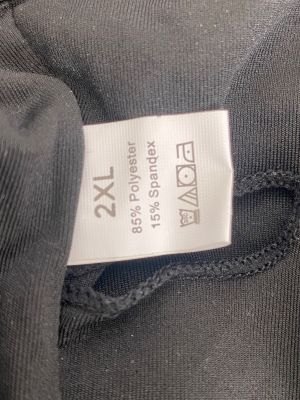 2XL
85% Polyester
15% Spandex